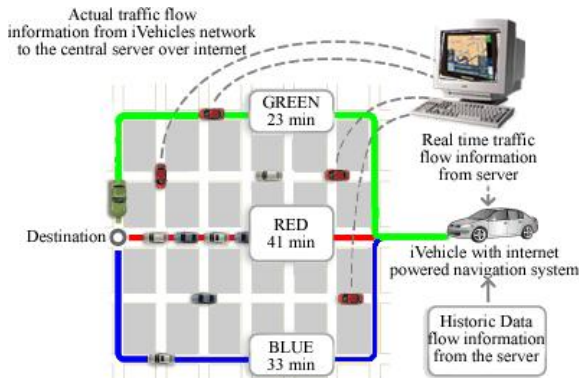 Actual traffic flow
information from iVehicles network
to the central server over internet
GREEN
23 min
Real time traffic
flow information
from server
Destination
RED
41 min
iVehicle with internet
powered navigation system
Historic Data
flow information
from the server
BLUE
33 min